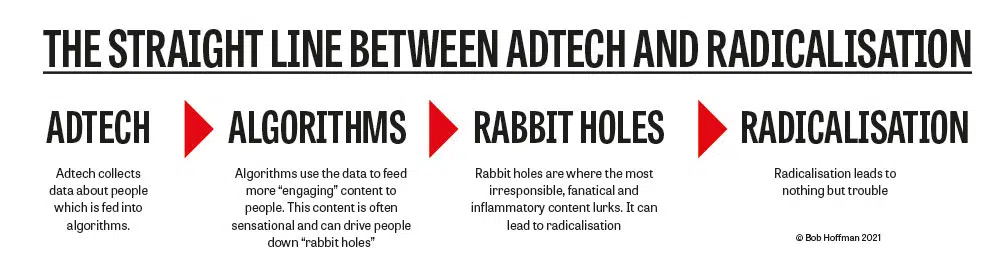 THE STRAIGHT LINE BETWEEN ADTECH AND RADICALISATION
ADTECH
Adtech collects
data about people
which is fed into
algorithms.
ALGORITHMS
Algorithms use the data to feed
more “engaging” content to
people. This content is often
sensational and can drive people
down “rabbit holes”
RABBIT HOLES
Rabbit holes are where the most
irresponsible, fanatical and
inflammatory content lurks. It can
lead to radicalisation
RADICALISATION
Radicalisation leads to
nothing but trouble
© Bob Hoffman 2021